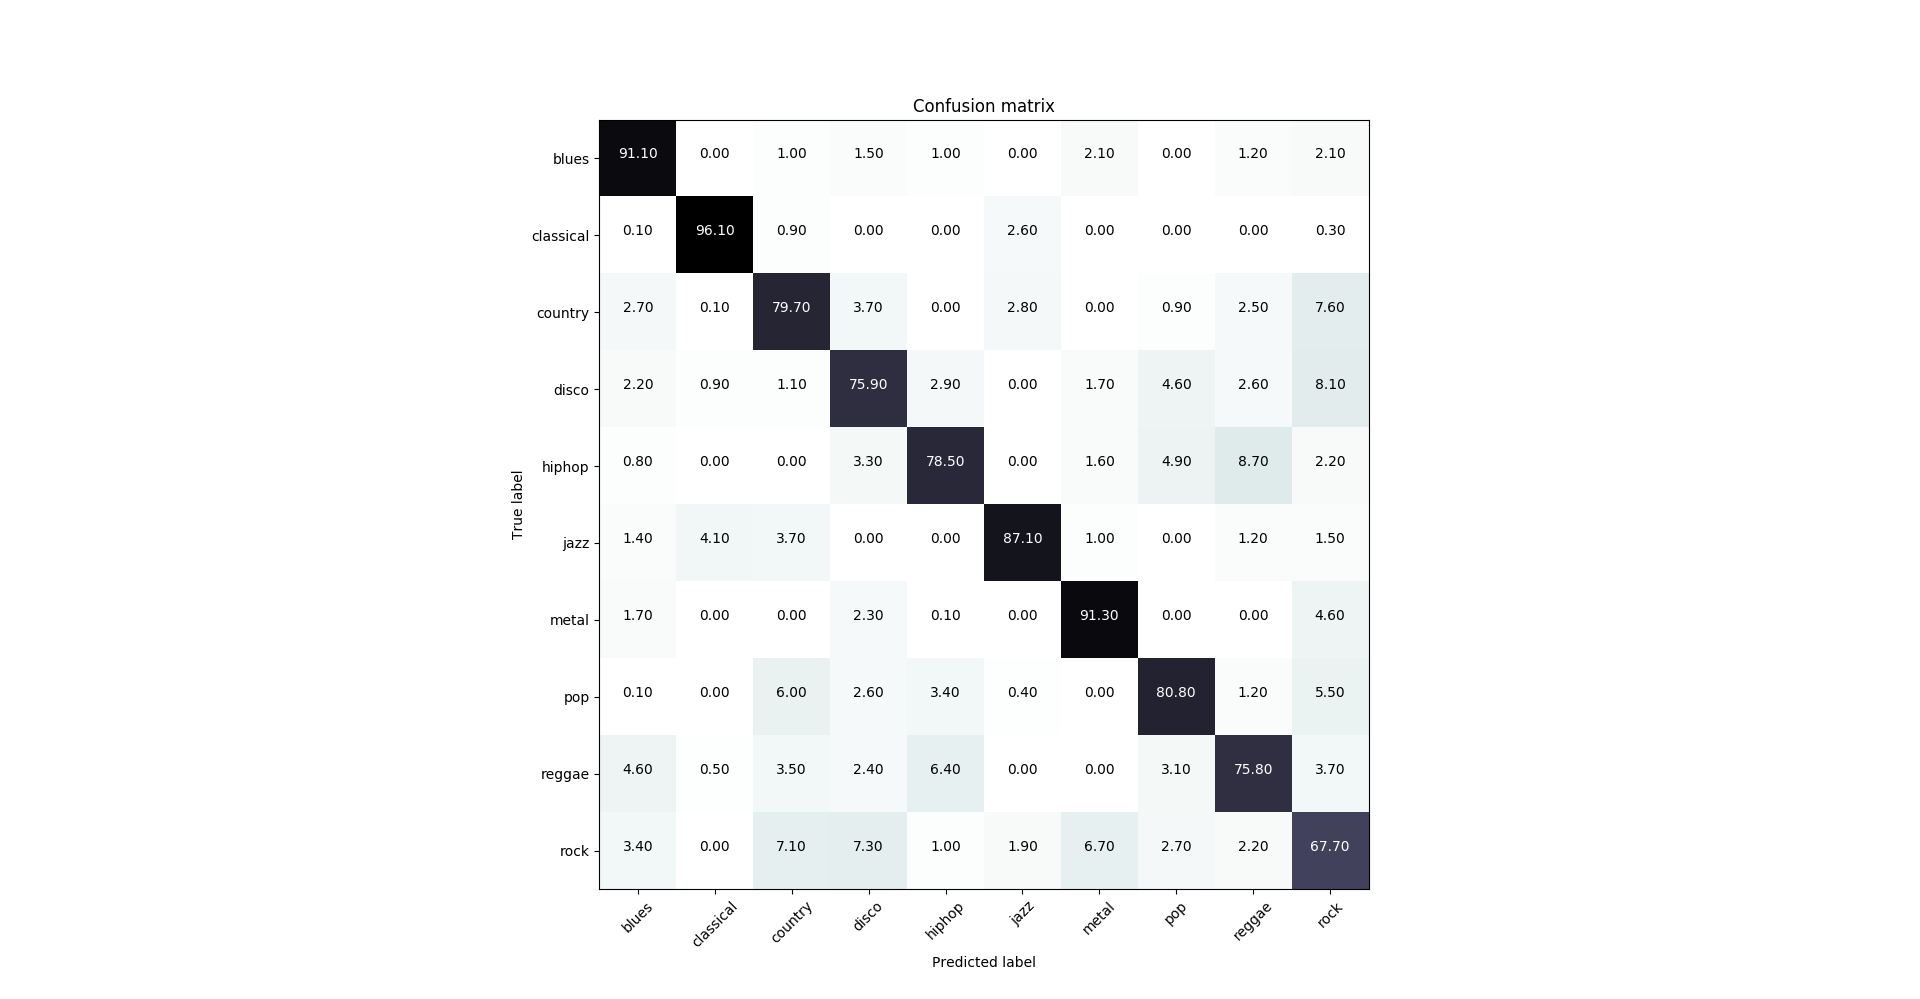 Confusion matrix
blues 91.10 0.00 1.00 1.50 1.00 0.00 2.10 0.00 1.20 2.10
classical 0.10 96.10 0.90 0.00 0.00 2.60 0.00 0.00 0.00 0.30
country 2.70 0.10 79.70 3.70 0.00 2.80 0.00 0.90 2.50 7.60
disco 2.20 0.90 1.10 75.90 2.90 0.00 1.70 4.60 2.60 8.10
hiphop 0.80 0.00 0.00 3.30 78.50 0.00 1.60 4.90 8.70 2.20
True label
jazz 1.40 4.10 3.70 0.00 0.00 87.10 1.00 0.00 1.20 1.50
metal 1.70 0.00 0.00 2.30 0.10 0.00 91.30 0.00 0.00 4.60
pop 0.10 0.00 6.00 2.60 3.40 0.40 0.00 80.80 1.20 5.50
reggae 4.60 0.50 3.50 2.40 6.40 0.00 0.00 3.10 75.80 3.70
rock 3.40 0.00 7.10 7.30 1.00 1.90 6.70 2.70 2.20 67.70
blues classical country disco hiphop jazz metal pop reggae rock
Predicted label